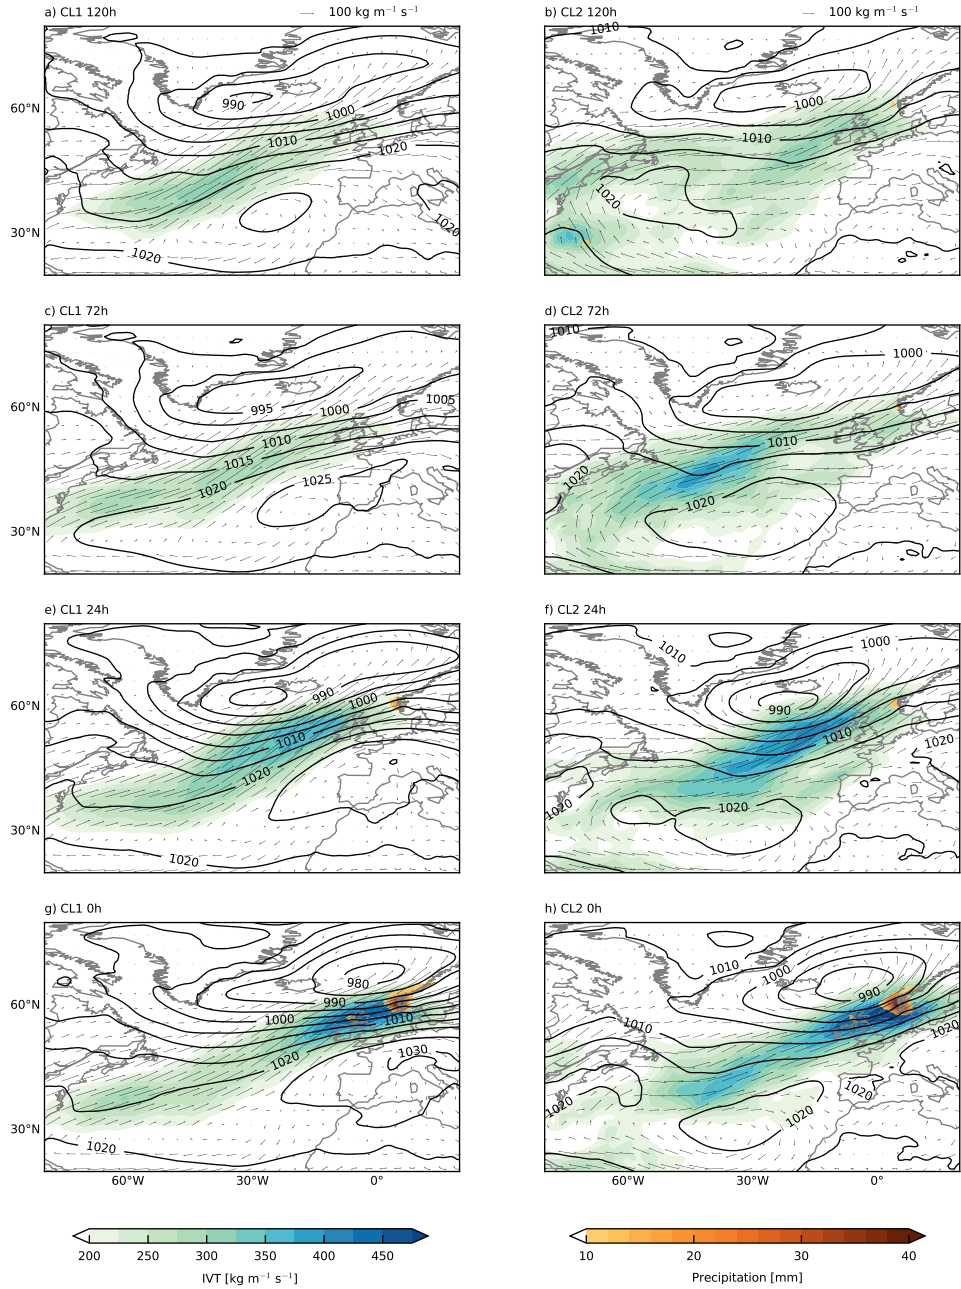 a) CL1 120h
100 kg m⁻¹ s⁻¹
b) CL2 120h
100 kg m⁻¹ s⁻¹
60°N
30°N
990
1000
1010
1020
1020
1020
1010
1000
1010
1020
c) CL1 72h
d) CL2 72h
60°N
30°N
995
1000
1005
1010
1015
1020
1025
1010
1000
1010
1020
1020
e) CL1 24h
f) CL2 24h
60°N
30°N
990
1000
1010
1020
1020
1010
1000
990
1010
1020
1020
1020
g) CL1 0h
h) CL2 0h
60°N
30°N
980
990
1000
1010
1020
1030
1020
1010
1000
990
1010
1020
1020
1020
1020
60°W
30°W
0°
60°W
30°W
0°
200
250
300
350
400
450
IVT [kg m⁻¹ s⁻¹]
10
20
30
40
Precipitation [mm]